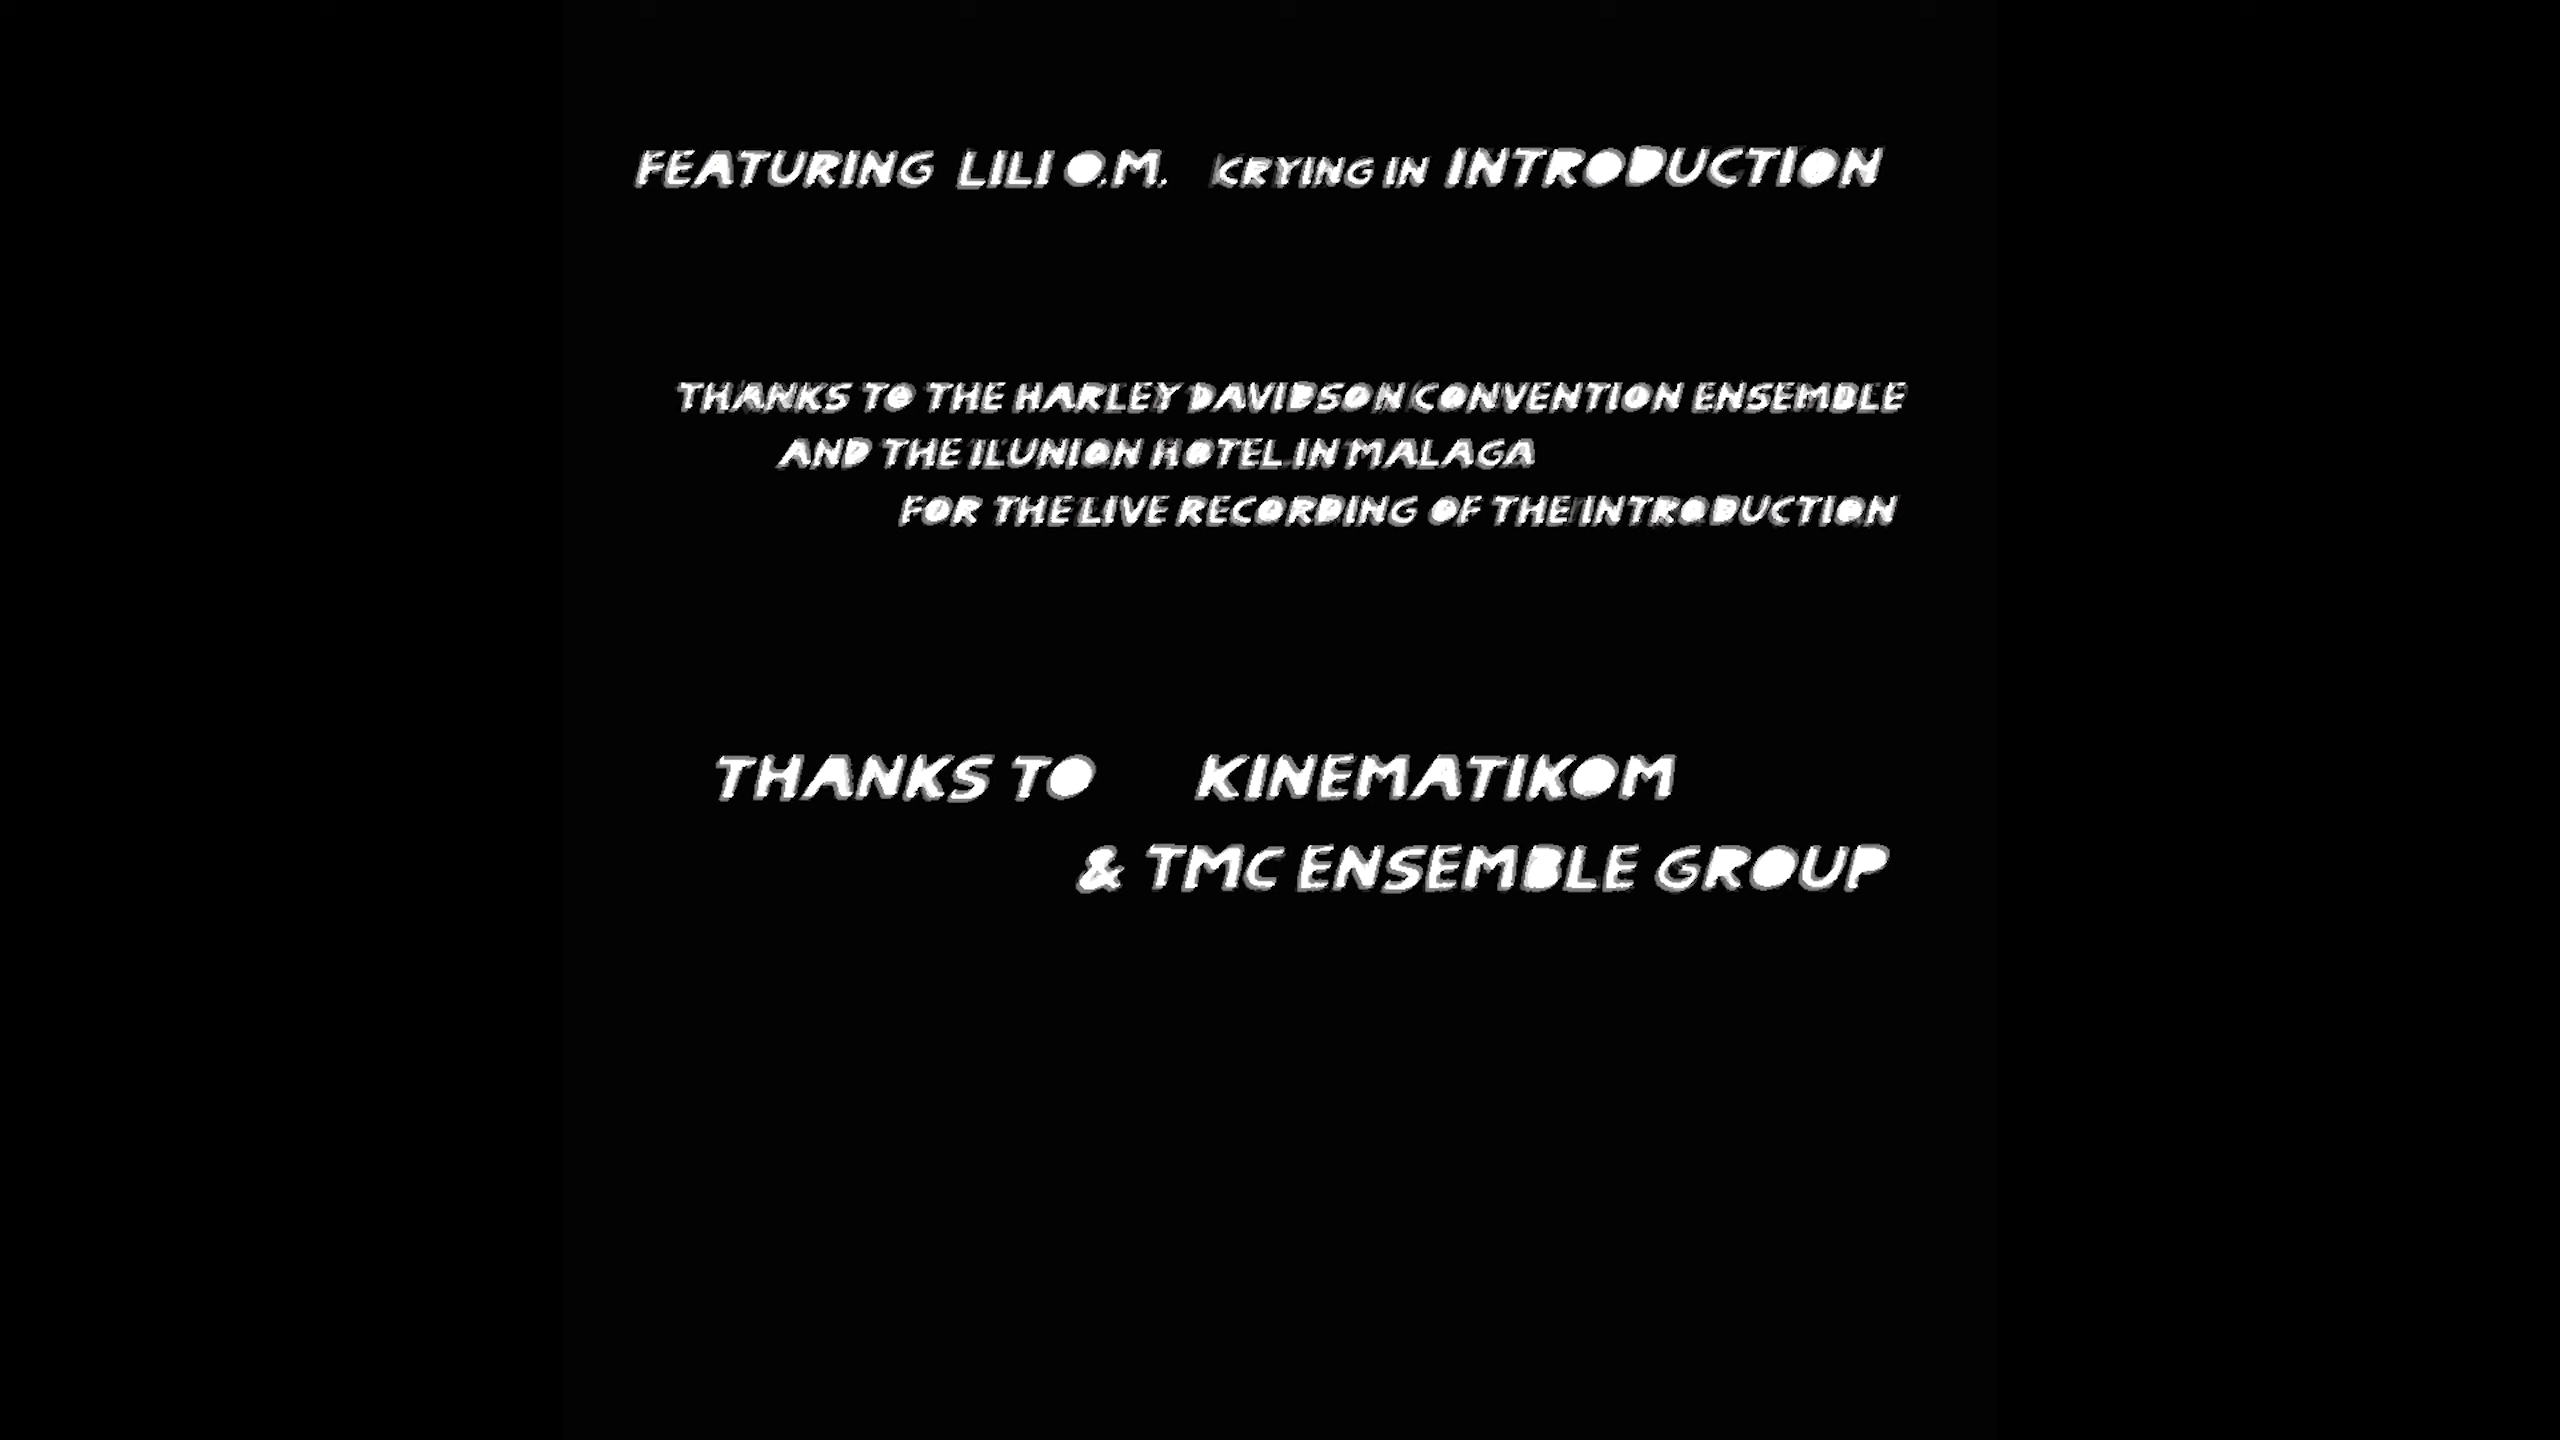 FEATURING LILI O.M. CRYING IN INTRODUCTION
THANKS TO THE HARLEY DAVIDSON CONVENTION ENSEMBLE
AND THE ILUNION HOTEL IN MALAGA
FOR THE LIVE RECORDING OF THE INTRODUCTION
THANKS TO KINEMATIKOM
& TMC ENSEMBLE GROUP